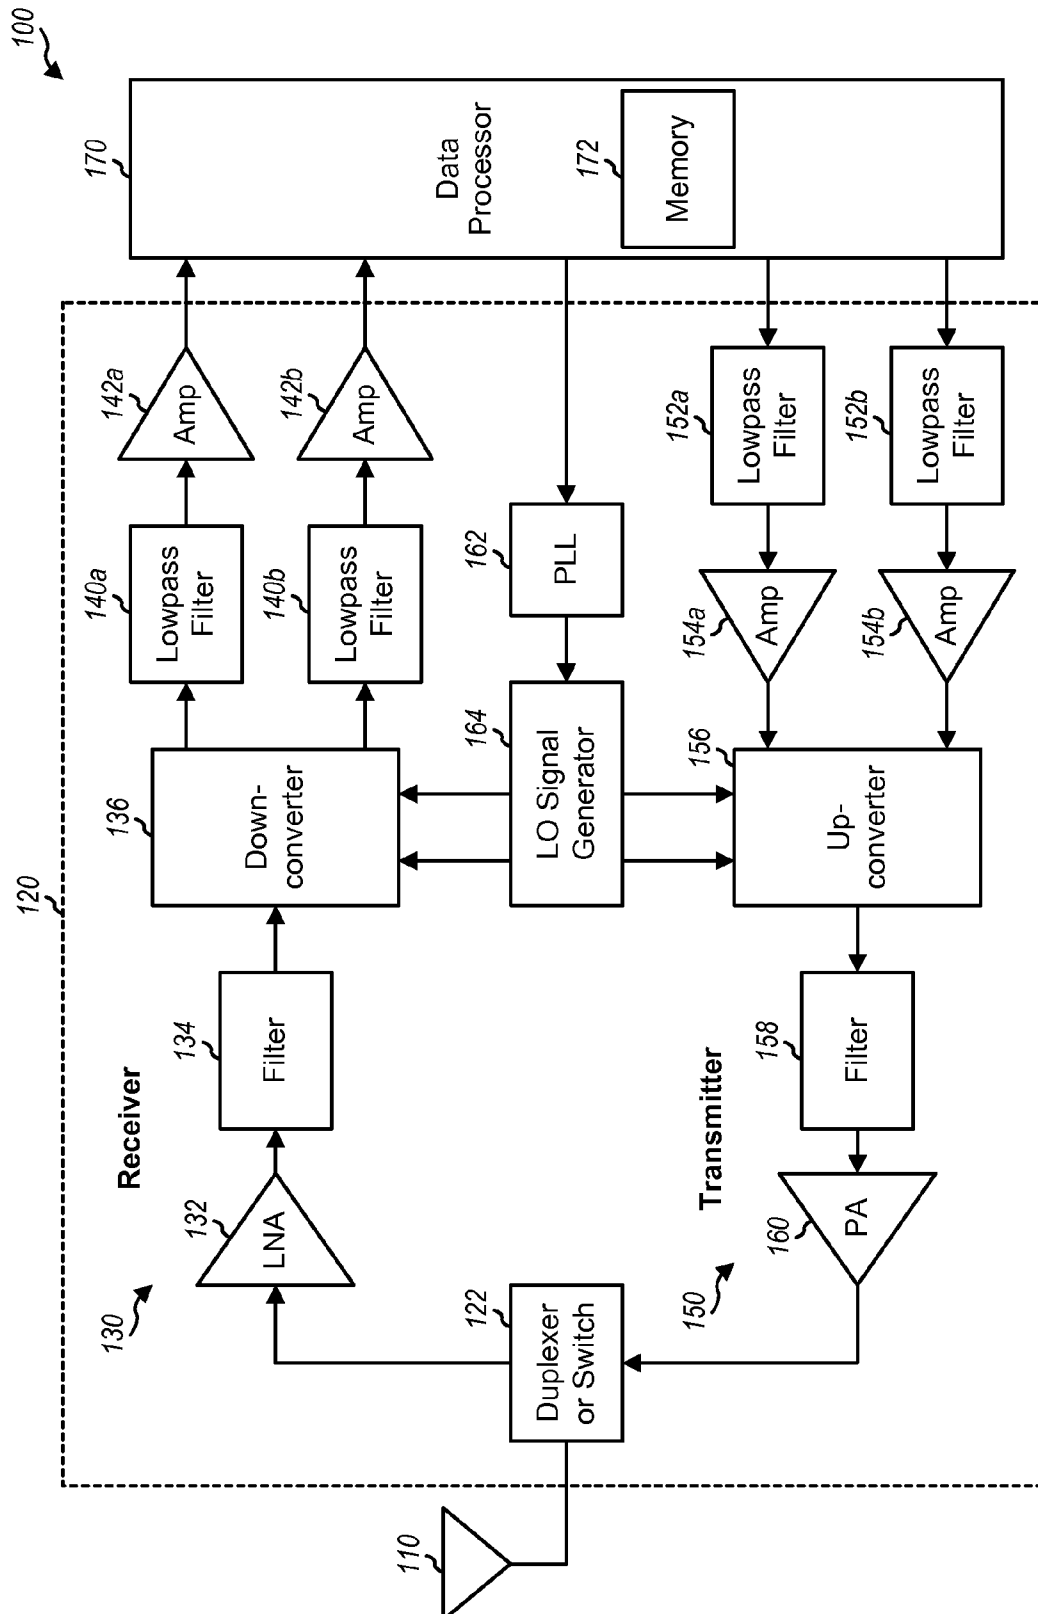 100
120
130
Receiver
110
122
Duplexer
or Switch
132
LNA
134
Filter
136
Down-
converter
140a
Lowpass
Filter
142a
Amp
140b
Lowpass
Filter
142b
Amp
164
LO Signal
Generator
162
PLL
170
Data
Processor
172
Memory
150
Transmitter
160
PA
158
Filter
156
Up-
converter
154a
Amp
152a
Lowpass
Filter
154b
Amp
152b
Lowpass
Filter